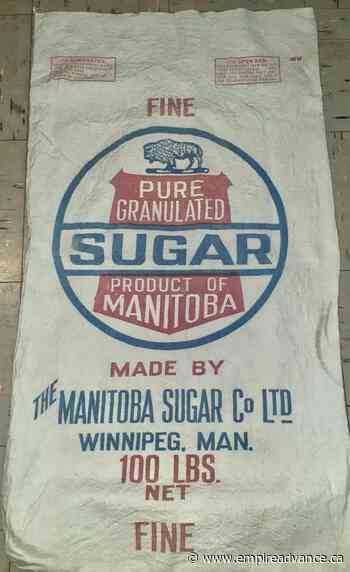 FINE
PURE
GRANULATED
SUGAR
PRODUCT OF
MANITOBA
MADE BY
THE MANITOBA SUGAR Co LTD
WINNIPEG, MAN.
100 LBS.
NET
FINE
www.empireadvance.ca